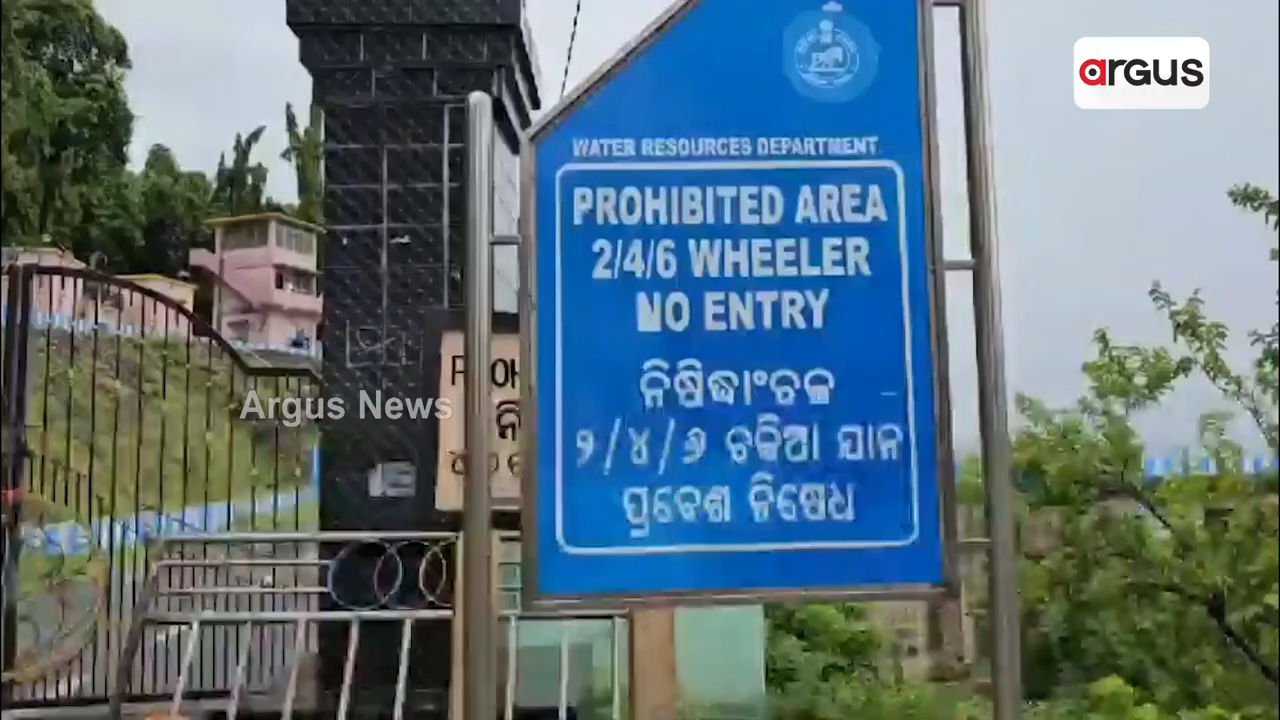 argus
WATER RESOURCES DEPARTMENT
PROHIBITED AREA
2/4/6 WHEELER
NO ENTRY
ନିଷିଦ୍ଧାଂଚଳ
୨/୪/୬ ଚକିଆ ଯାନ
ପ୍ରବେଶ ନିଷେଧ
Argus News